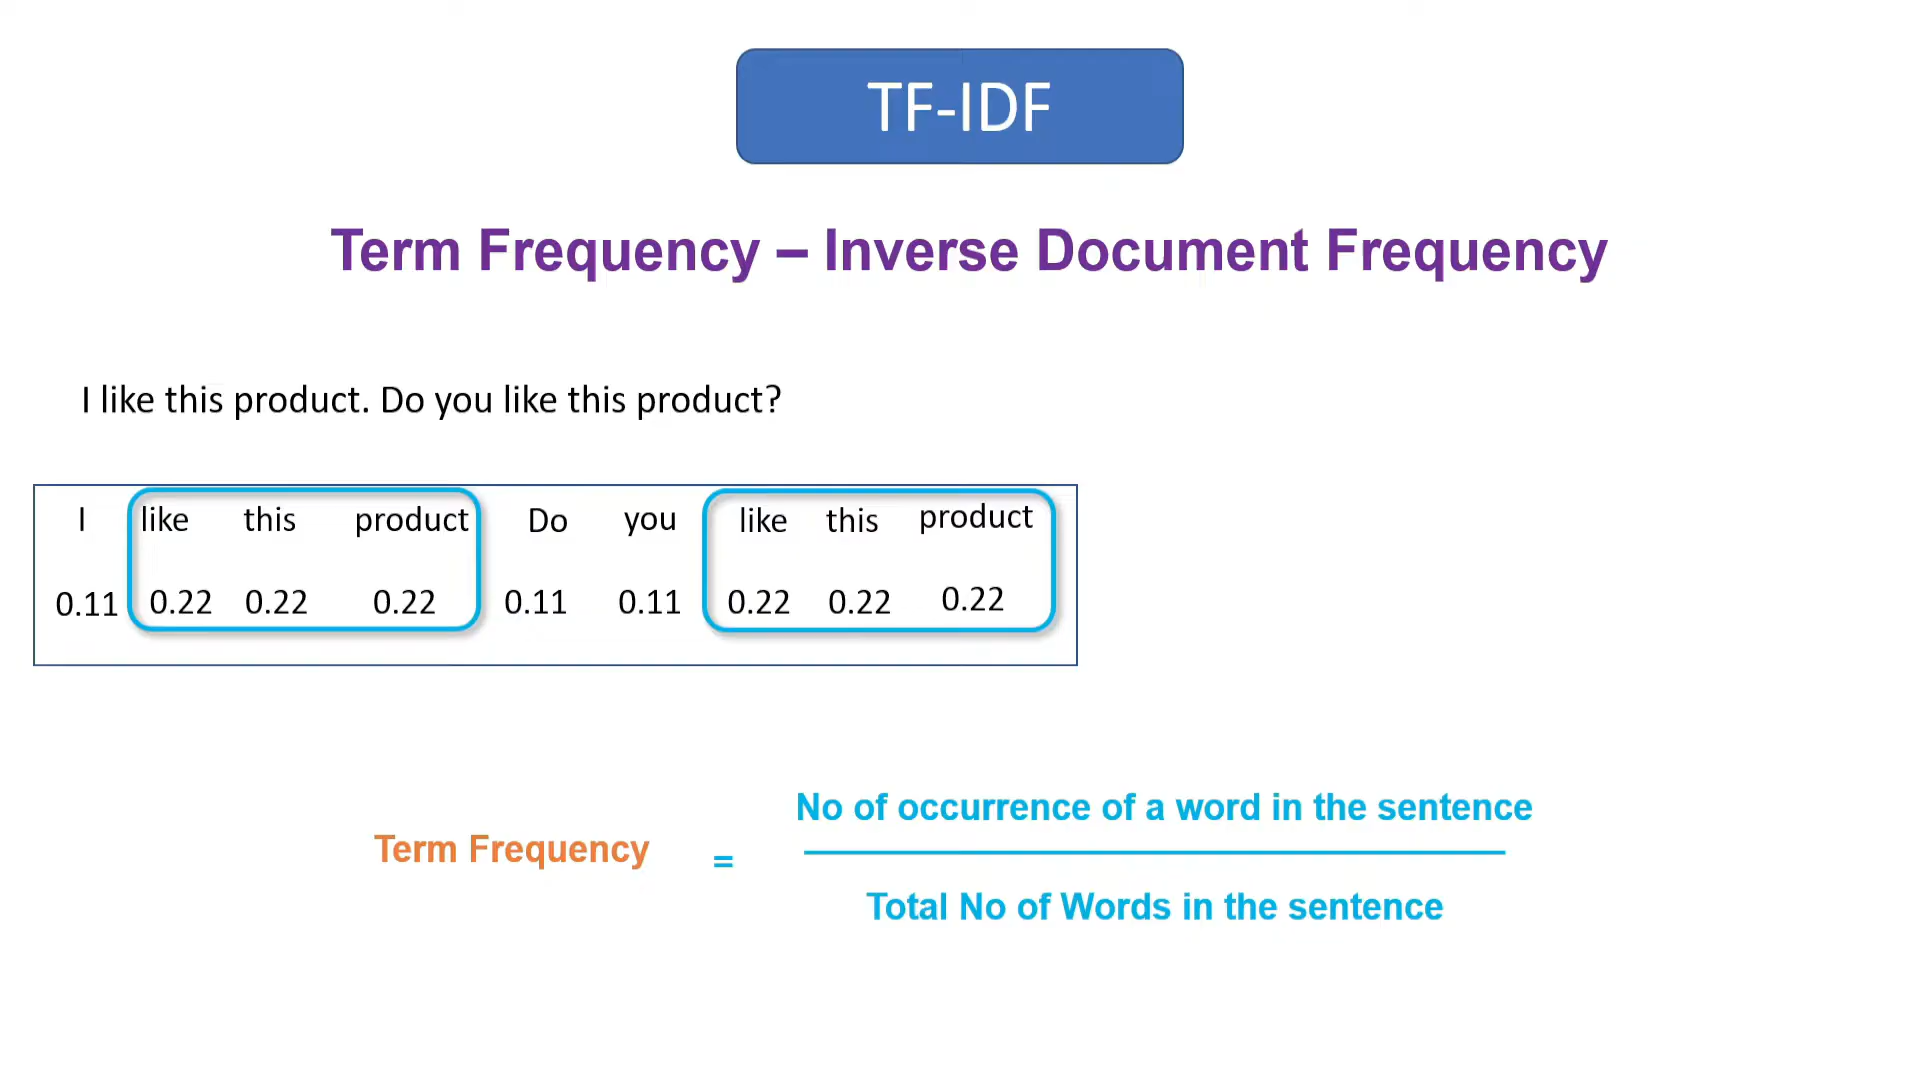 TF-IDF
Term Frequency – Inverse Document Frequency
I like this product. Do you like this product?
I like this product Do you like this product
0.11 0.22 0.22 0.22 0.11 0.11 0.22 0.22 0.22
No of occurrence of a word in the sentence
Term Frequency =
Total No of Words in the sentence